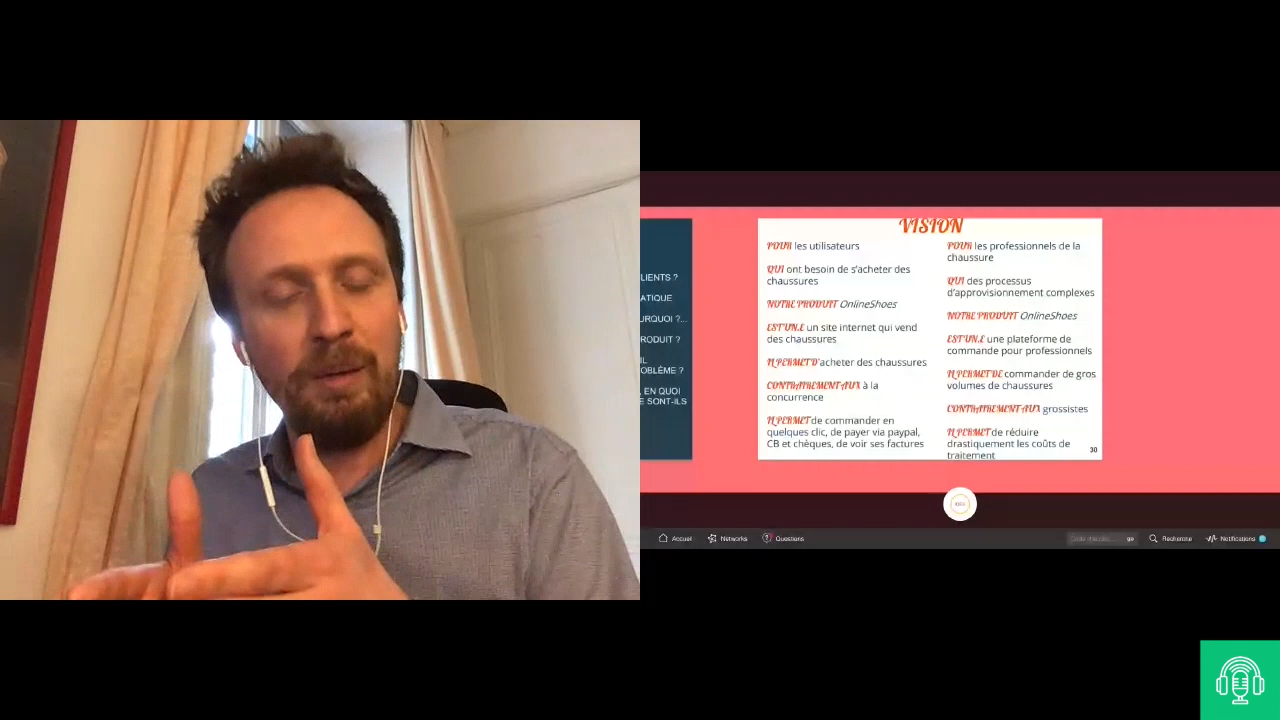 LIENTS ?
ATIQUE
URQUOI ?...
RODUIT ?
IL
OBLÈME ?
EN QUOI
E SONT-ILS
VISION
POUR les utilisateurs
QUI ont besoin de s'acheter des
chaussures
NOTRE PRODUIT OnlineShoes
EST UN.E un site internet qui vend
des chaussures
IL PERMET D'acheter des chaussures
CONTRAIREMENT AUX à la
concurrence
IL PERMET de commander en
quelques clic, de payer via paypal,
CB et chèques, de voir ses factures
POUR les professionnels de la
chaussure
QUI des processus
d'approvisionnement complexes
NOTRE PRODUIT OnlineShoes
EST UN.E une plateforme de
commande pour professionnels
IL PERMET DE commander de gros
volumes de chaussures
CONTRAIREMENT AUX grossistes
IL PERMET de réduire
drastiquement les coûts de
traitement
30
Accueil
Networks
Questions
go
Recherche
Notifications